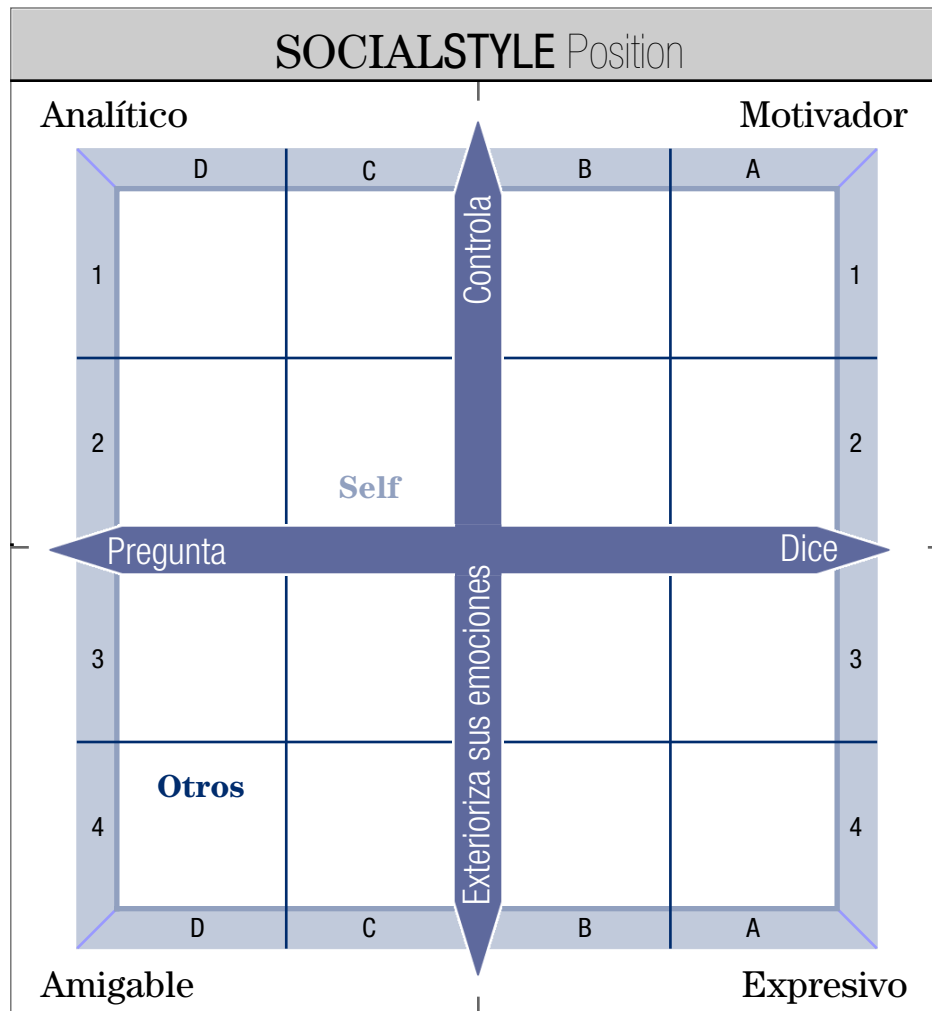 SOCIALSTYLE Position
Analítico
Motivador
D
C
B
A
Controla
1
1
2
2
Self
Pregunta
Dice
Exterioriza sus emociones
3
3
Otros
4
4
D
C
B
A
Amigable
Expresivo